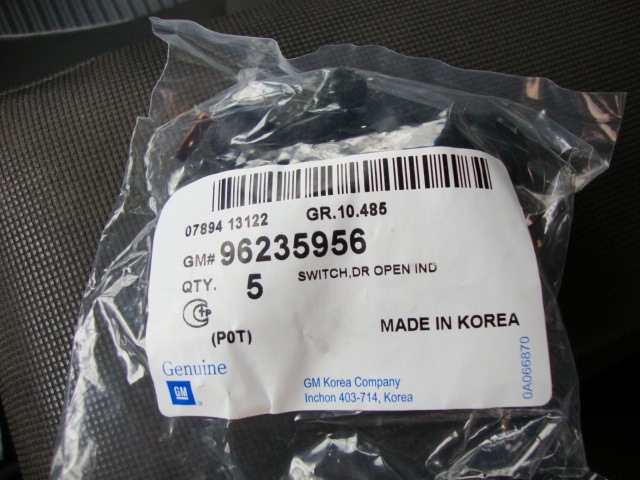 07894 13122 GR.10.485
GM# 96235956
QTY. 5 SWITCH,DR OPEN IND
(P0T) MADE IN KOREA
Genuine
GM
GM Korea Company
Inchon 403-714, Korea
0A066870